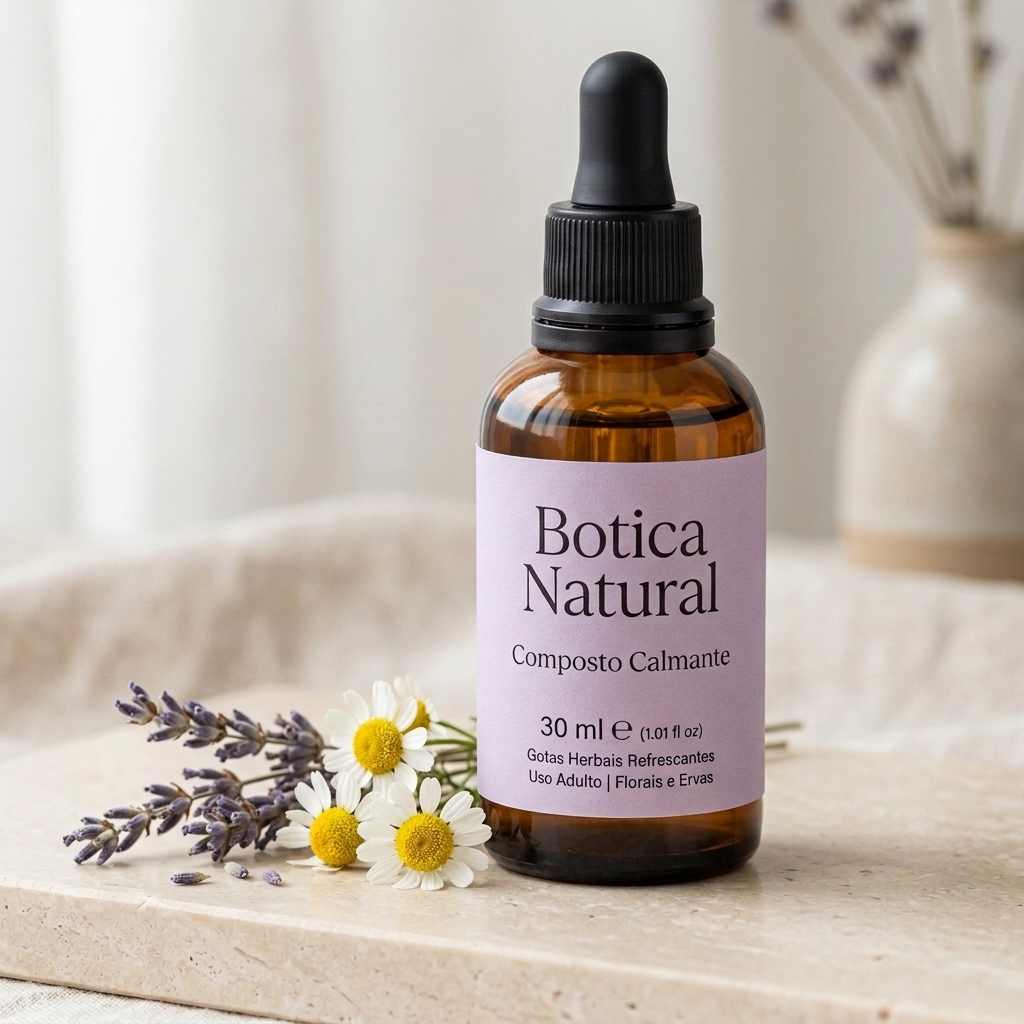 Botica
Natural
Composto Calmante
30 ml ℮ (1.01 fl oz)
Gotas Herbais Refrescantes
Uso Adulto | Florais e Ervas